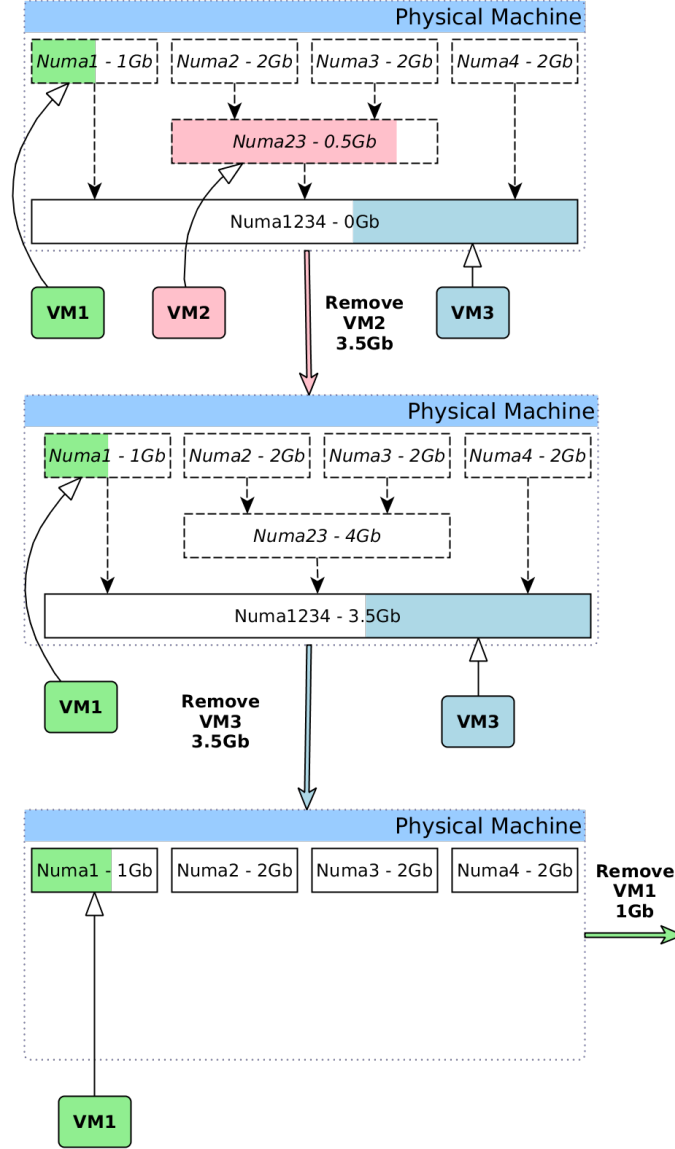 Physical Machine
Numa1 - 1Gb
Numa2 - 2Gb
Numa3 - 2Gb
Numa4 - 2Gb
Numa23 - 0.5Gb
Numa1234 - 0Gb
VM1
VM2
Remove
VM2
3.5Gb
VM3
Physical Machine
Numa1 - 1Gb
Numa2 - 2Gb
Numa3 - 2Gb
Numa4 - 2Gb
Numa23 - 4Gb
Numa1234 - 3.5Gb
VM1
Remove
VM3
3.5Gb
VM3
Physical Machine
Numa1 - 1Gb
Numa2 - 2Gb
Numa3 - 2Gb
Numa4 - 2Gb
Remove
VM1
1Gb
VM1